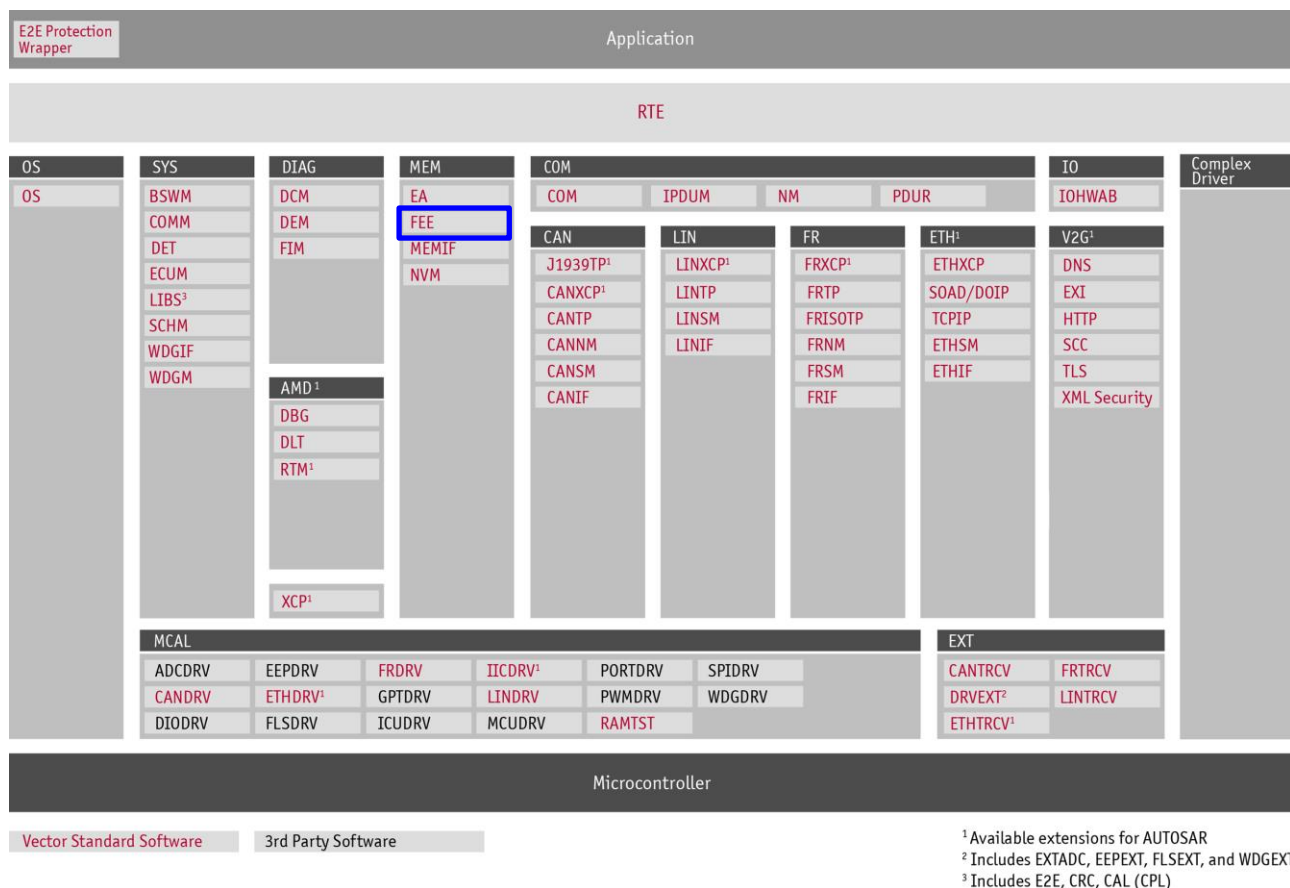 E2E Protection
Wrapper
Application
RTE
OS
OS
SYS
BSWM
COMM
DET
ECUM
LIBS³
SCHM
WDGIF
WDGM
DIAG
DCM
DEM
FIM
AMD¹
DBG
DLT
RTM¹
XCP¹
MEM
EA
FEE
MEMIF
NVM
COM
COM
IPDUM
NM
PDUR
CAN
J1939TP¹
CANXCP¹
CANTP
CANNM
CANSM
CANIF
LIN
LINXCP¹
LINTP
LINSM
LINIF
FR
FRXCP¹
FRTP
FRISOTP
FRNM
FRSM
FRIF
ETH¹
ETHXCP
SOAD/DOIP
TCPIP
ETHSM
ETHIF
IO
IOHWAB
V2G¹
DNS
EXI
HTTP
SCC
TLS
XML Security
Complex
Driver
MCAL
ADCDRV EEPDRV FRDRV IICDRV¹ PORTDRV SPIDRV
CANDRV ETHDRV¹ GPTDRV LINDRV PWMDRV WDGDRV
DIODRV FLSDRV ICUDRV MCUDRV RAMTST
EXT
CANTRCV FRTRCV
DRVEXT² LINTRCV
ETHTRCV¹
Microcontroller
Vector Standard Software
3rd Party Software
¹ Available extensions for AUTOSAR
² Includes EXTADC, EEPEXT, FLSEXT, and WDGEXT
³ Includes E2E, CRC, CAL (CPL)